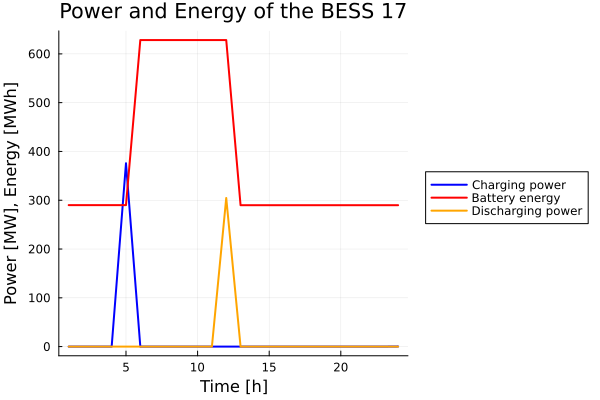 Power and Energy of the BESS 17
Power [MW], Energy [MWh]
600
500
400
300
200
100
0
5
10
15
20
Time [h]
Charging power
Battery energy
Discharging power